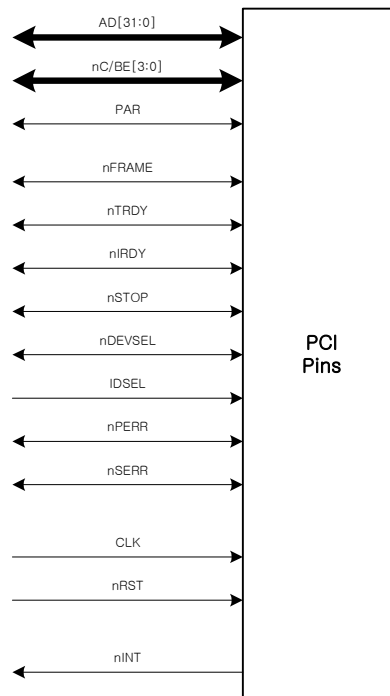 AD[31:0]
nC/BE[3:0]
PAR
nFRAME
nTRDY
nIRDY
nSTOP
nDEVSEL
IDSEL
nPERR
nSERR
CLK
nRST
nINT
PCI
Pins